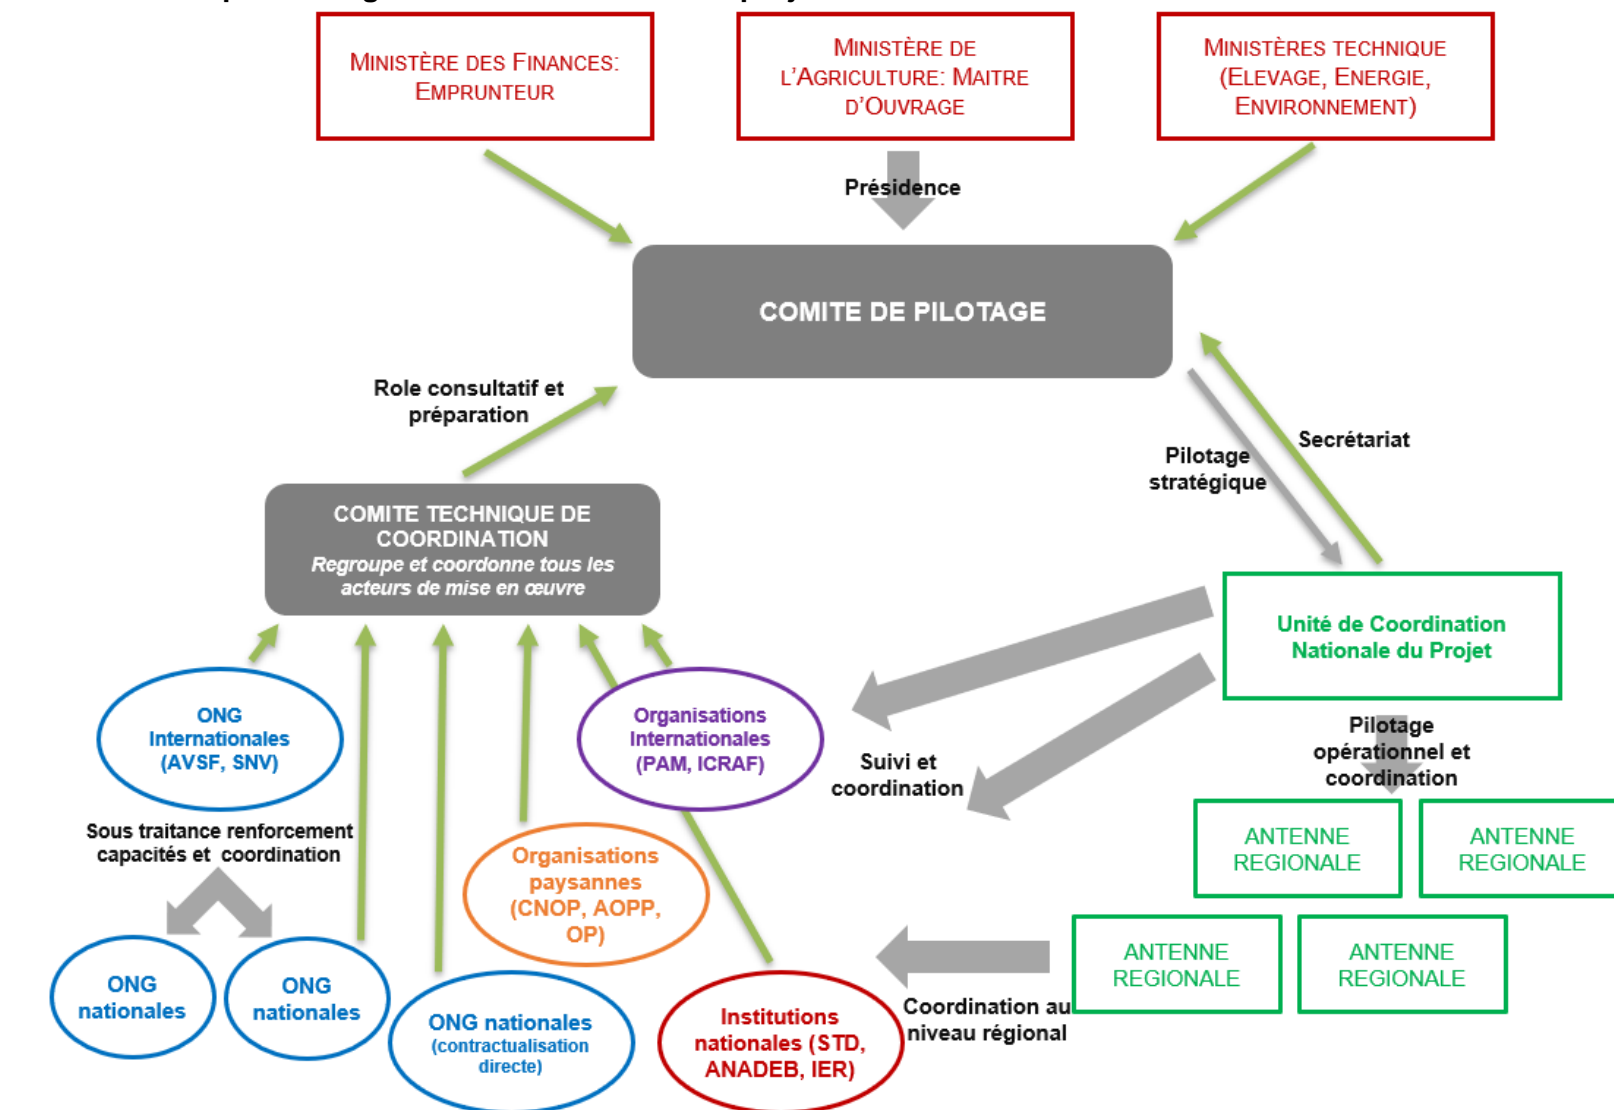 MINISTÈRE DES FINANCES:
EMPRUNTEUR
MINISTÈRE DE
L'AGRICULTURE: MAITRE
D'OUVRAGE
MINISTÈRES TECHNIQUE
(ELEVAGE, ENERGIE,
ENVIRONNEMENT)
Présidence
COMITE DE PILOTAGE
Role consultatif et
préparation
Secrétariat
Pilotage
stratégique
COMITE TECHNIQUE DE
COORDINATION
Regroupe et coordonne tous les
acteurs de mise en œuvre
Unité de Coordination
Nationale du Projet
ONG
Internationales
(AVSF, SNV)
Organisations
Internationales
(PAM, ICRAF)
Suivi et
coordination
Pilotage
opérationnel et
coordination
Sous traitance renforcement
capacités et coordination
Organisations
paysannes
(CNOP, AOPP,
OP)
ANTENNE
REGIONALE
ANTENNE
REGIONALE
ANTENNE
REGIONALE
ANTENNE
REGIONALE
ONG
nationales
ONG
nationales
ONG nationales
(contractualisation
directe)
Institutions
nationales (STD,
ANADEB, IER)
Coordination au
niveau régional